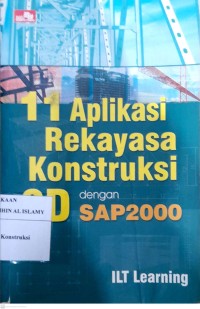 11 Aplikasi
Rekayasa
Konstruksi
dengan
SAP2000
KAAN
HIN AL ISLAMY
Konstruksi
ILT Learning